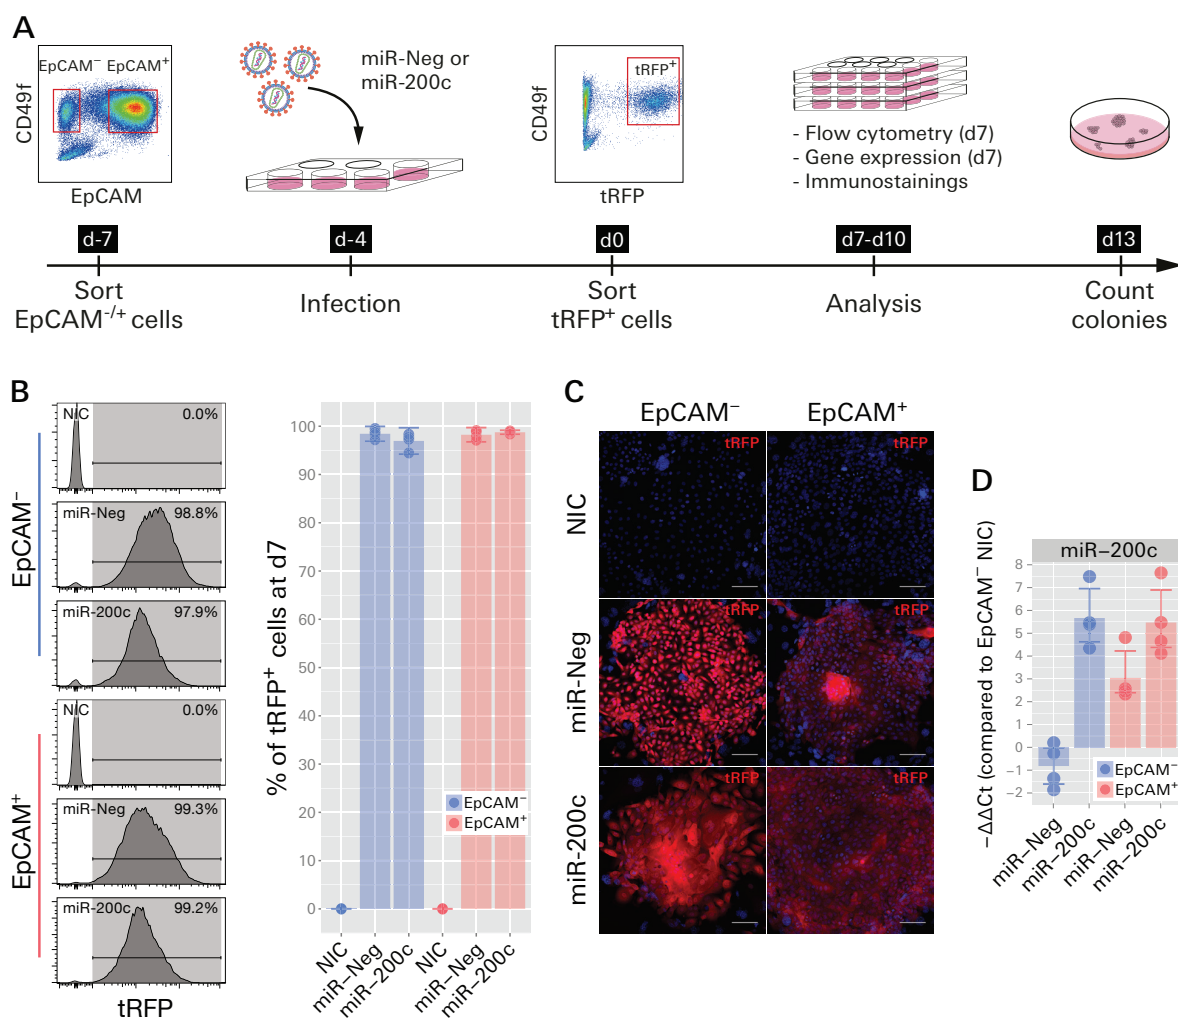 A
EpCAM⁻ EpCAM⁺
CD49f
EpCAM
miR-Neg or
miR-200c
tRFP⁺
CD49f
tRFP
- Flow cytometry (d7)
- Gene expression (d7)
- Immunostainings
d-7
d-4
d0
d7-d10
d13
Sort
EpCAM⁻/⁺ cells
Infection
Sort
tRFP⁺ cells
Analysis
Count
colonies
B
EpCAM⁻
NIC 0.0%
miR-Neg 98.8%
miR-200c 97.9%
EpCAM⁺
NIC 0.0%
miR-Neg 99.3%
miR-200c 99.2%
tRFP
% of tRFP⁺ cells at d7
100
90
80
70
60
50
40
30
20
10
0
EpCAM⁻
EpCAM⁺
NIC
miR-Neg
miR-200c
NIC
miR-Neg
miR-200c
C
EpCAM⁻ EpCAM⁺
NIC
tRFP tRFP
miR-Neg
tRFP tRFP
miR-200c
tRFP tRFP
D
miR-200c
-ΔΔCt (compared to EpCAM⁻ NIC)
8
7
6
5
4
3
2
1
0
-1
-2
EpCAM⁻
EpCAM⁺
miR-Neg
miR-200c
miR-Neg
miR-200c